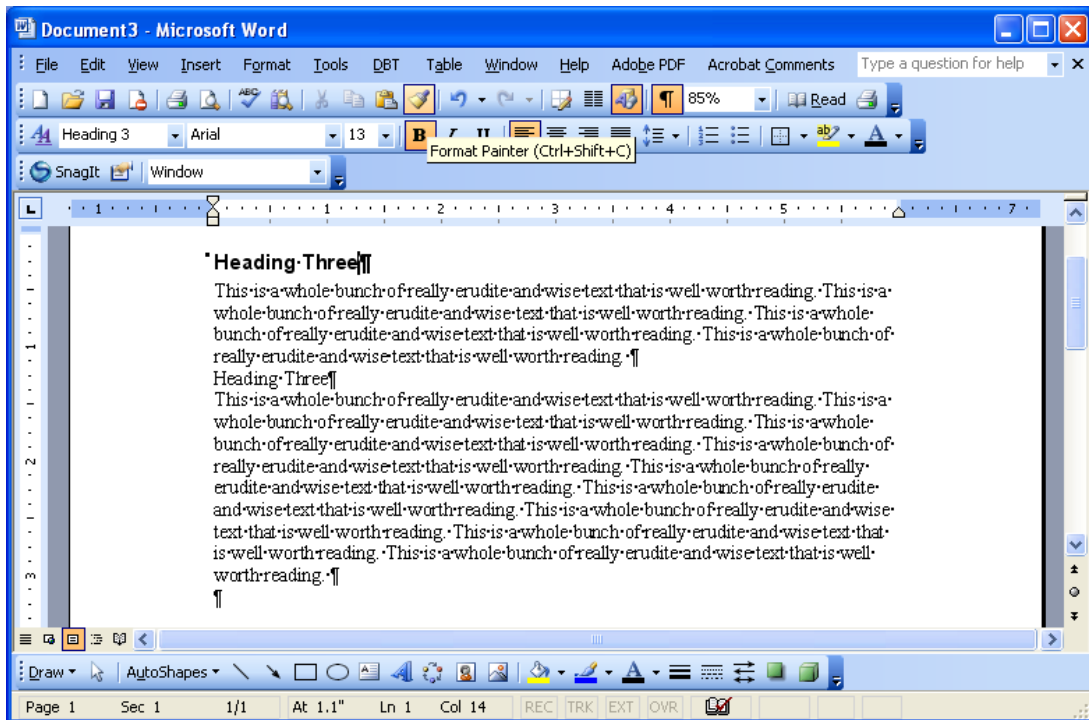 Document3 - Microsoft Word
File Edit View Insert Format Tools DBT Table Window Help Adobe PDF Acrobat Comments Type a question for help
85% Read
Heading 3 Arial 13 B I U
Format Painter (Ctrl+Shift+C)
SnagIt Window
L 1 1 2 3 4 5 7
Heading·Three¶
This·is·a·whole·bunch·of·really·erudite·and·wise·text·that·is·well·worth·reading.·This·is·a·
whole·bunch·of·really·erudite·and·wise·text·that·is·well·worth·reading.·This·is·a·whole·
bunch·of·really·erudite·and·wise·text·that·is·well·worth·reading.·This·is·a·whole·bunch·of·
really·erudite·and·wise·text·that·is·well·worth·reading.·¶
Heading·Three¶
This·is·a·whole·bunch·of·really·erudite·and·wise·text·that·is·well·worth·reading.·This·is·a·
whole·bunch·of·really·erudite·and·wise·text·that·is·well·worth·reading.·This·is·a·whole·
bunch·of·really·erudite·and·wise·text·that·is·well·worth·reading.·This·is·a·whole·bunch·of·
really·erudite·and·wise·text·that·is·well·worth·reading.·This·is·a·whole·bunch·of·really·
erudite·and·wise·text·that·is·well·worth·reading.·This·is·a·whole·bunch·of·really·erudite·
and·wise·text·that·is·well·worth·reading.·This·is·a·whole·bunch·of·really·erudite·and·wise·
text·that·is·well·worth·reading.·This·is·a·whole·bunch·of·really·erudite·and·wise·text·that·
is·well·worth·reading.·This·is·a·whole·bunch·of·really·erudite·and·wise·text·that·is·well·
worth·reading.·¶
¶
Draw AutoShapes
Page 1 Sec 1 1/1 At 1.1" Ln 1 Col 14 REC TRK EXT OVR